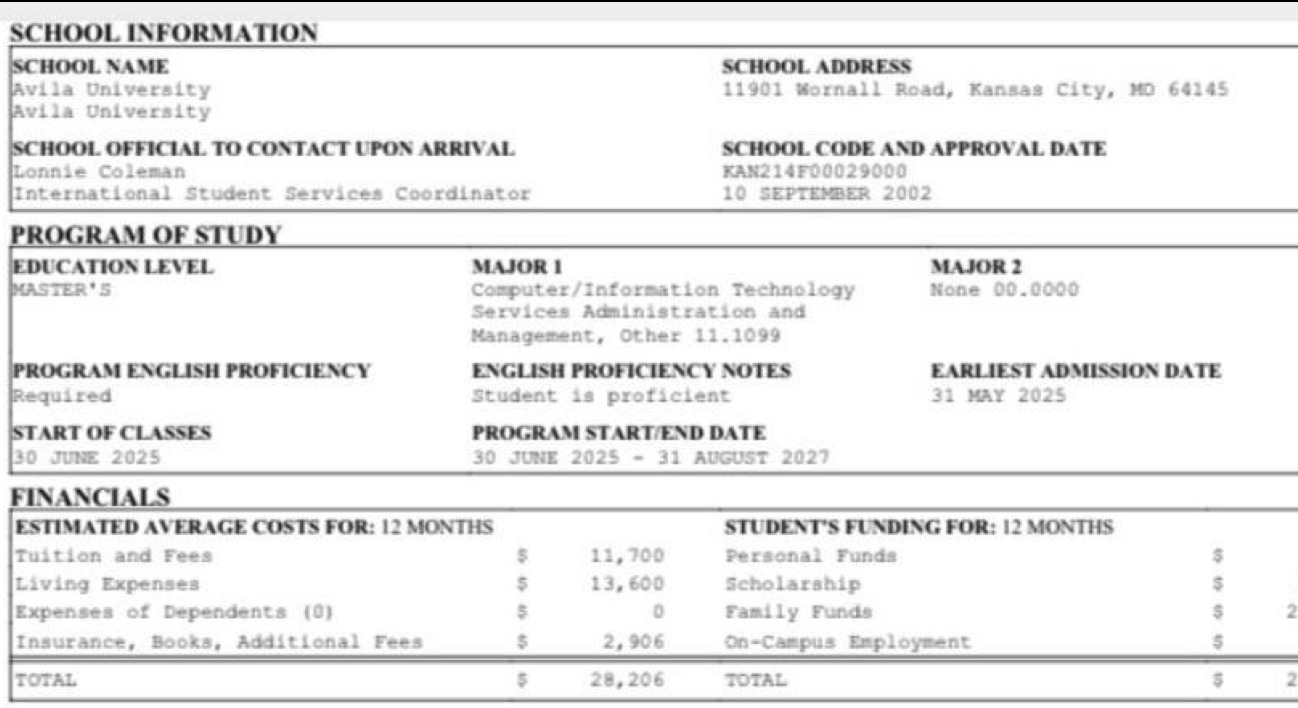 SCHOOL INFORMATION
SCHOOL NAME
Avila University
Avila University
SCHOOL ADDRESS
11901 Wornall Road, Kansas City, MO 64145
SCHOOL OFFICIAL TO CONTACT UPON ARRIVAL
Lonnie Coleman
International Student Services Coordinator
SCHOOL CODE AND APPROVAL DATE
KAN214F00029000
10 SEPTEMBER 2002
PROGRAM OF STUDY
EDUCATION LEVEL
MASTER'S
MAJOR 1
Computer/Information Technology
Services Administration and
Management, Other 11.1099
MAJOR 2
None 00.0000
PROGRAM ENGLISH PROFICIENCY
Required
ENGLISH PROFICIENCY NOTES
Student is proficient
EARLIEST ADMISSION DATE
31 MAY 2025
START OF CLASSES
30 JUNE 2025
PROGRAM START/END DATE
30 JUNE 2025 - 31 AUGUST 2027
FINANCIALS
ESTIMATED AVERAGE COSTS FOR: 12 MONTHS
Tuition and Fees $ 11,700
Living Expenses $ 13,600
Expenses of Dependents (0) $ 0
Insurance, Books, Additional Fees $ 2,906
TOTAL $ 28,206
STUDENT'S FUNDING FOR: 12 MONTHS
Personal Funds $
Scholarship $
Family Funds $ 2
On-Campus Employment $
TOTAL $ 2